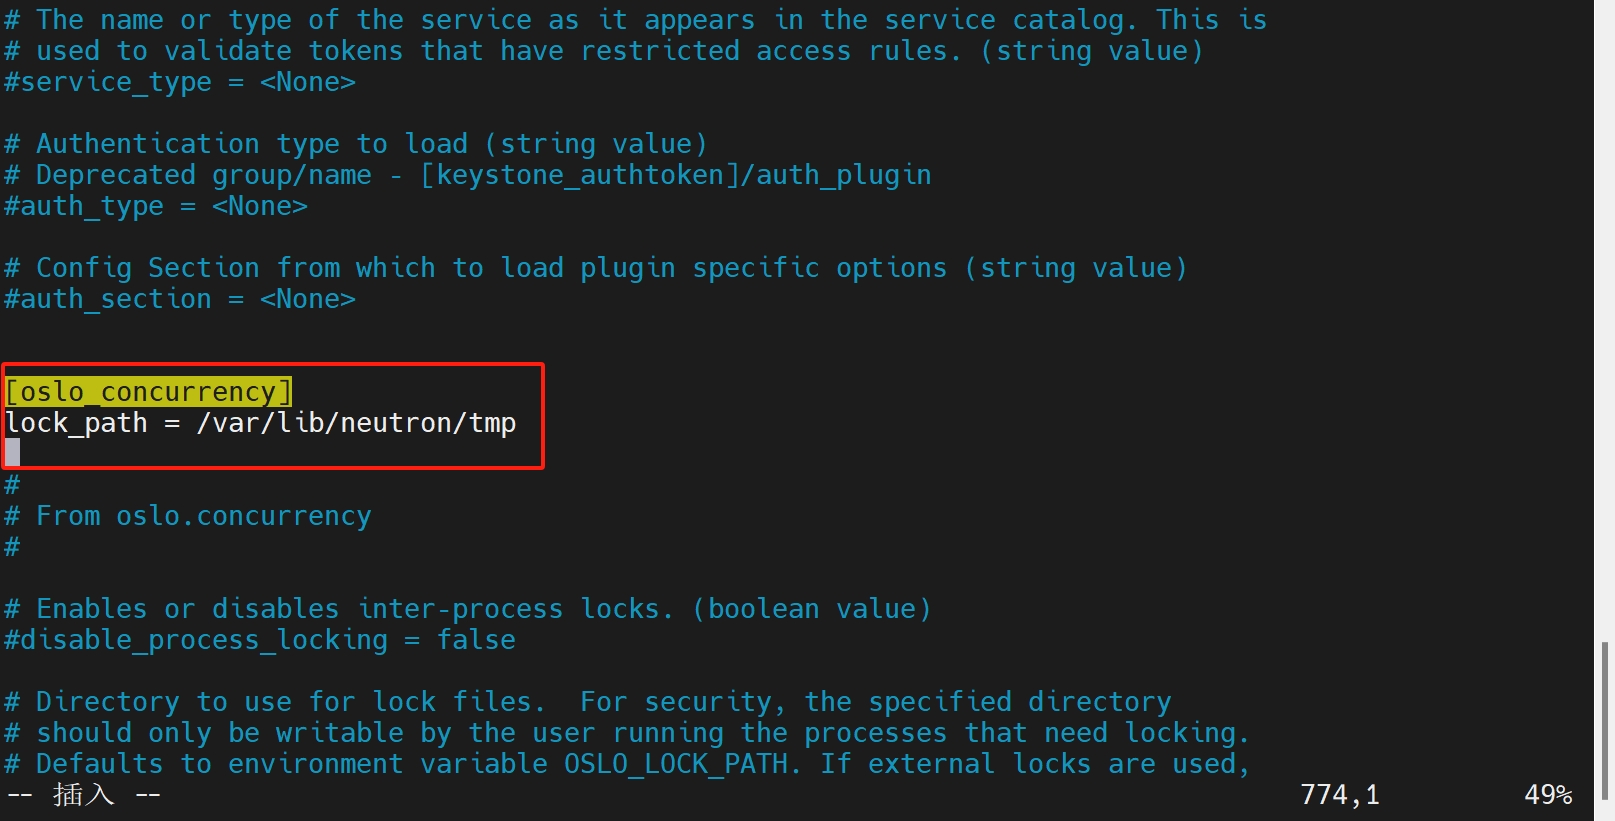 # The name or type of the service as it appears in the service catalog. This is
# used to validate tokens that have restricted access rules. (string value)
#service_type = <None>
# Authentication type to load (string value)
# Deprecated group/name - [keystone_authtoken]/auth_plugin
#auth_type = <None>
# Config Section from which to load plugin specific options (string value)
#auth_section = <None>
[oslo_concurrency]
lock_path = /var/lib/neutron/tmp
#
# From oslo.concurrency
#
# Enables or disables inter-process locks. (boolean value)
#disable_process_locking = false
# Directory to use for lock files.  For security, the specified directory
# should only be writable by the user running the processes that need locking.
# Defaults to environment variable OSLO_LOCK_PATH. If external locks are used,
-- 插入 -- 774,1 49%